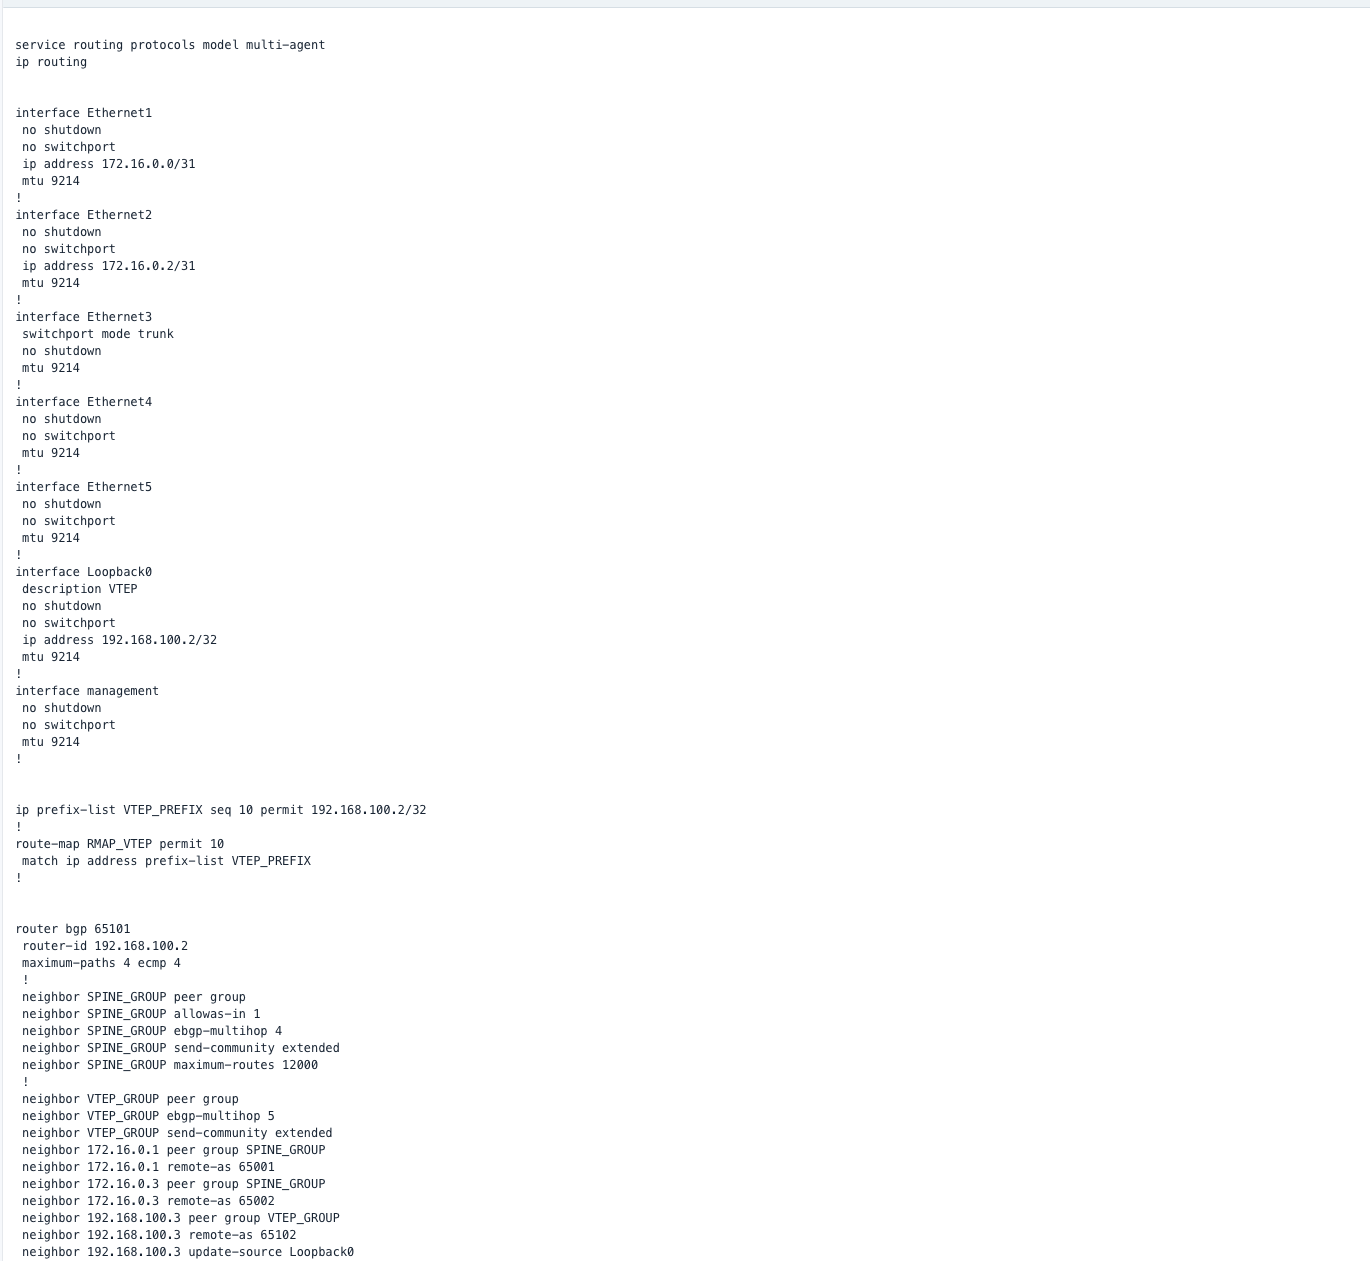 service routing protocols model multi-agent
ip routing
interface Ethernet1
no shutdown
no switchport
ip address 172.16.0.0/31
mtu 9214
!
interface Ethernet2
no shutdown
no switchport
ip address 172.16.0.2/31
mtu 9214
!
interface Ethernet3
switchport mode trunk
no shutdown
mtu 9214
!
interface Ethernet4
no shutdown
no switchport
mtu 9214
!
interface Ethernet5
no shutdown
no switchport
mtu 9214
!
interface Loopback0
description VTEP
no shutdown
no switchport
ip address 192.168.100.2/32
mtu 9214
!
interface management
no shutdown
no switchport
mtu 9214
!
ip prefix-list VTEP_PREFIX seq 10 permit 192.168.100.2/32
!
route-map RMAP_VTEP permit 10
match ip address prefix-list VTEP_PREFIX
!
router bgp 65101
router-id 192.168.100.2
maximum-paths 4 ecmp 4
!
neighbor SPINE_GROUP peer group
neighbor SPINE_GROUP allowas-in 1
neighbor SPINE_GROUP ebgp-multihop 4
neighbor SPINE_GROUP send-community extended
neighbor SPINE_GROUP maximum-routes 12000
!
neighbor VTEP_GROUP peer group
neighbor VTEP_GROUP ebgp-multihop 5
neighbor VTEP_GROUP send-community extended
neighbor 172.16.0.1 peer group SPINE_GROUP
neighbor 172.16.0.1 remote-as 65001
neighbor 172.16.0.3 peer group SPINE_GROUP
neighbor 172.16.0.3 remote-as 65002
neighbor 192.168.100.3 peer group VTEP_GROUP
neighbor 192.168.100.3 remote-as 65102
neighbor 192.168.100.3 update-source Loopback0